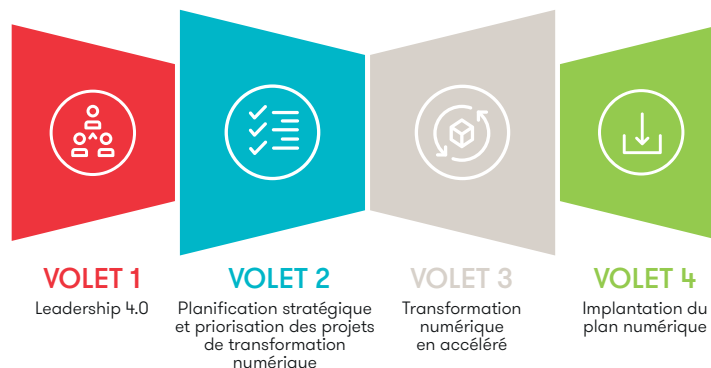 VOLET 1
Leadership 4.0
VOLET 2
Planification stratégique
et priorisation des projets
de transformation
numérique
VOLET 3
Transformation
numérique
en accéléré
VOLET 4
Implantation du
plan numérique